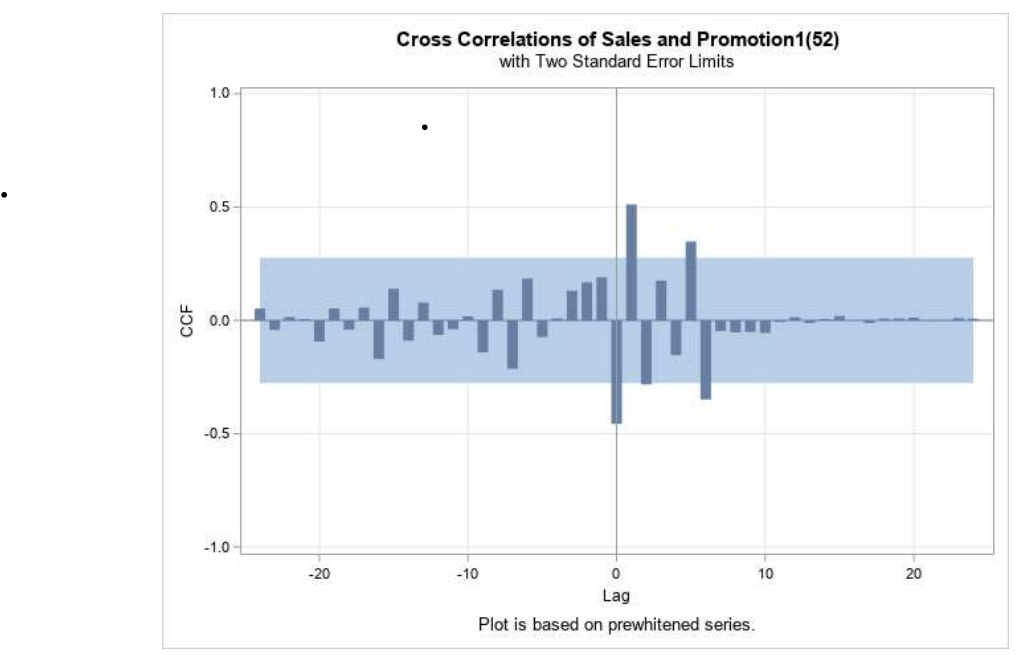 Cross Correlations of Sales and Promotion1(52)
with Two Standard Error Limits
1.0
•
•
0.5
0.0
CCF
-0.5
-1.0
-20 -10 0 10 20
Lag
Plot is based on prewhitened series.